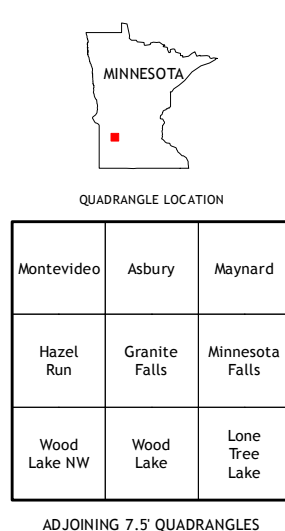 MINNESOTA
QUADRANGLE LOCATION
Montevideo
Asbury
Maynard
Hazel
Run
Granite
Falls
Minnesota
Falls
Wood
Lake NW
Wood
Lake
Lone
Tree
Lake
ADJOINING 7.5' QUADRANGLES